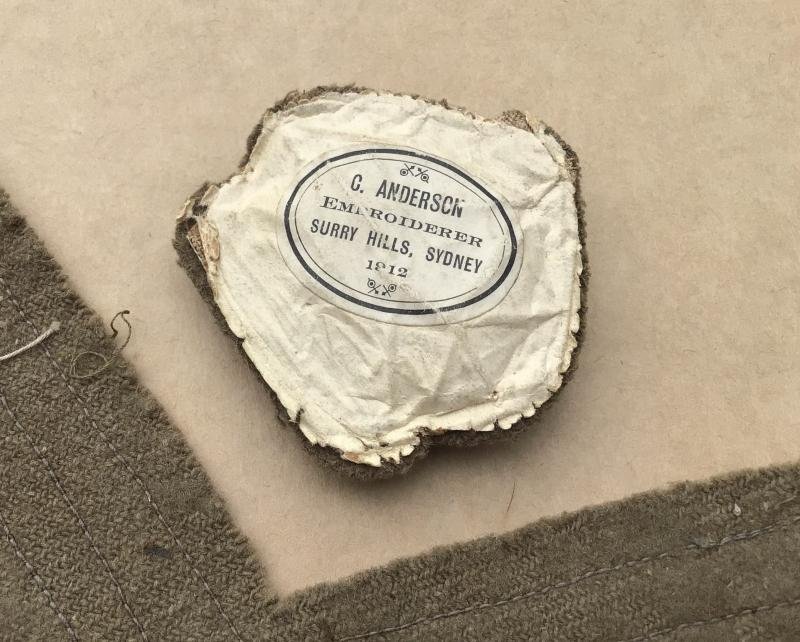 C. ANDERSON
EMBROIDERER
SURRY HILLS, SYDNEY
1912